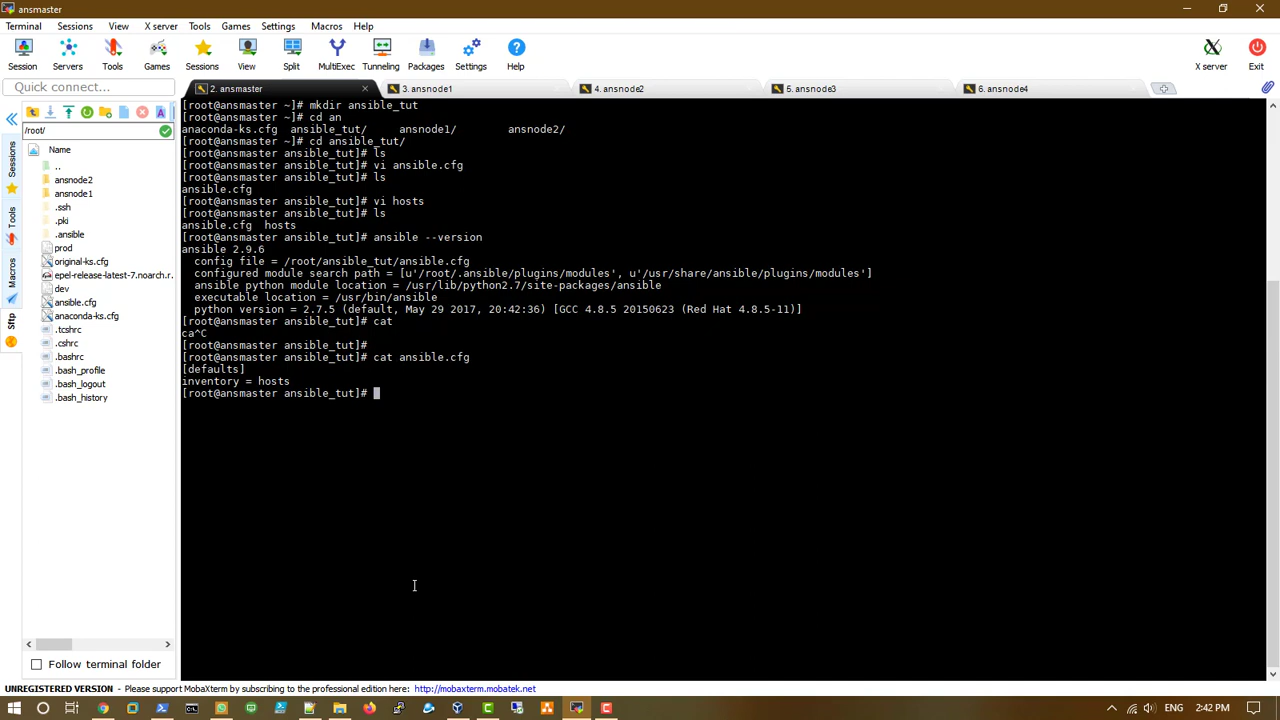 ansmaster
Terminal Sessions View X server Tools Games Settings Macros Help
Session Servers Tools Games Sessions View Split MultiExec Tunneling Packages Settings Help X server Exit
Quick connect...
2. ansmaster 3. ansnode1 4. ansnode2 5. ansnode3 6. ansnode4
/root/
Name
..
ansnode2
ansnode1
.ssh
.pki
.ansible
prod
original-ks.cfg
epel-release-latest-7.noarch.r...
dev
ansible.cfg
anaconda-ks.cfg
.tcshrc
.cshrc
.bashrc
.bash_profile
.bash_logout
.bash_history
Follow terminal folder
Sessions
Tools
Macros
Sftp
[root@ansmaster ~]# mkdir ansible_tut
[root@ansmaster ~]# cd an
anaconda-ks.cfg ansible_tut/ ansnode1/ ansnode2/
[root@ansmaster ~]# cd ansible_tut/
[root@ansmaster ansible_tut]# ls
[root@ansmaster ansible_tut]# vi ansible.cfg
[root@ansmaster ansible_tut]# ls
ansible.cfg
[root@ansmaster ansible_tut]# vi hosts
[root@ansmaster ansible_tut]# ls
ansible.cfg hosts
[root@ansmaster ansible_tut]# ansible --version
ansible 2.9.6
config file = /root/ansible_tut/ansible.cfg
configured module search path = [u'/root/.ansible/plugins/modules', u'/usr/share/ansible/plugins/modules']
ansible python module location = /usr/lib/python2.7/site-packages/ansible
executable location = /usr/bin/ansible
python version = 2.7.5 (default, May 29 2017, 20:42:36) [GCC 4.8.5 20150623 (Red Hat 4.8.5-11)]
[root@ansmaster ansible_tut]# cat
ca^C
[root@ansmaster ansible_tut]#
[root@ansmaster ansible_tut]# cat ansible.cfg
[defaults]
inventory = hosts
[root@ansmaster ansible_tut]#
UNREGISTERED VERSION - Please support MobaXterm by subscribing to the professional edition here: http://mobaxterm.mobatek.net
ENG 2:42 PM